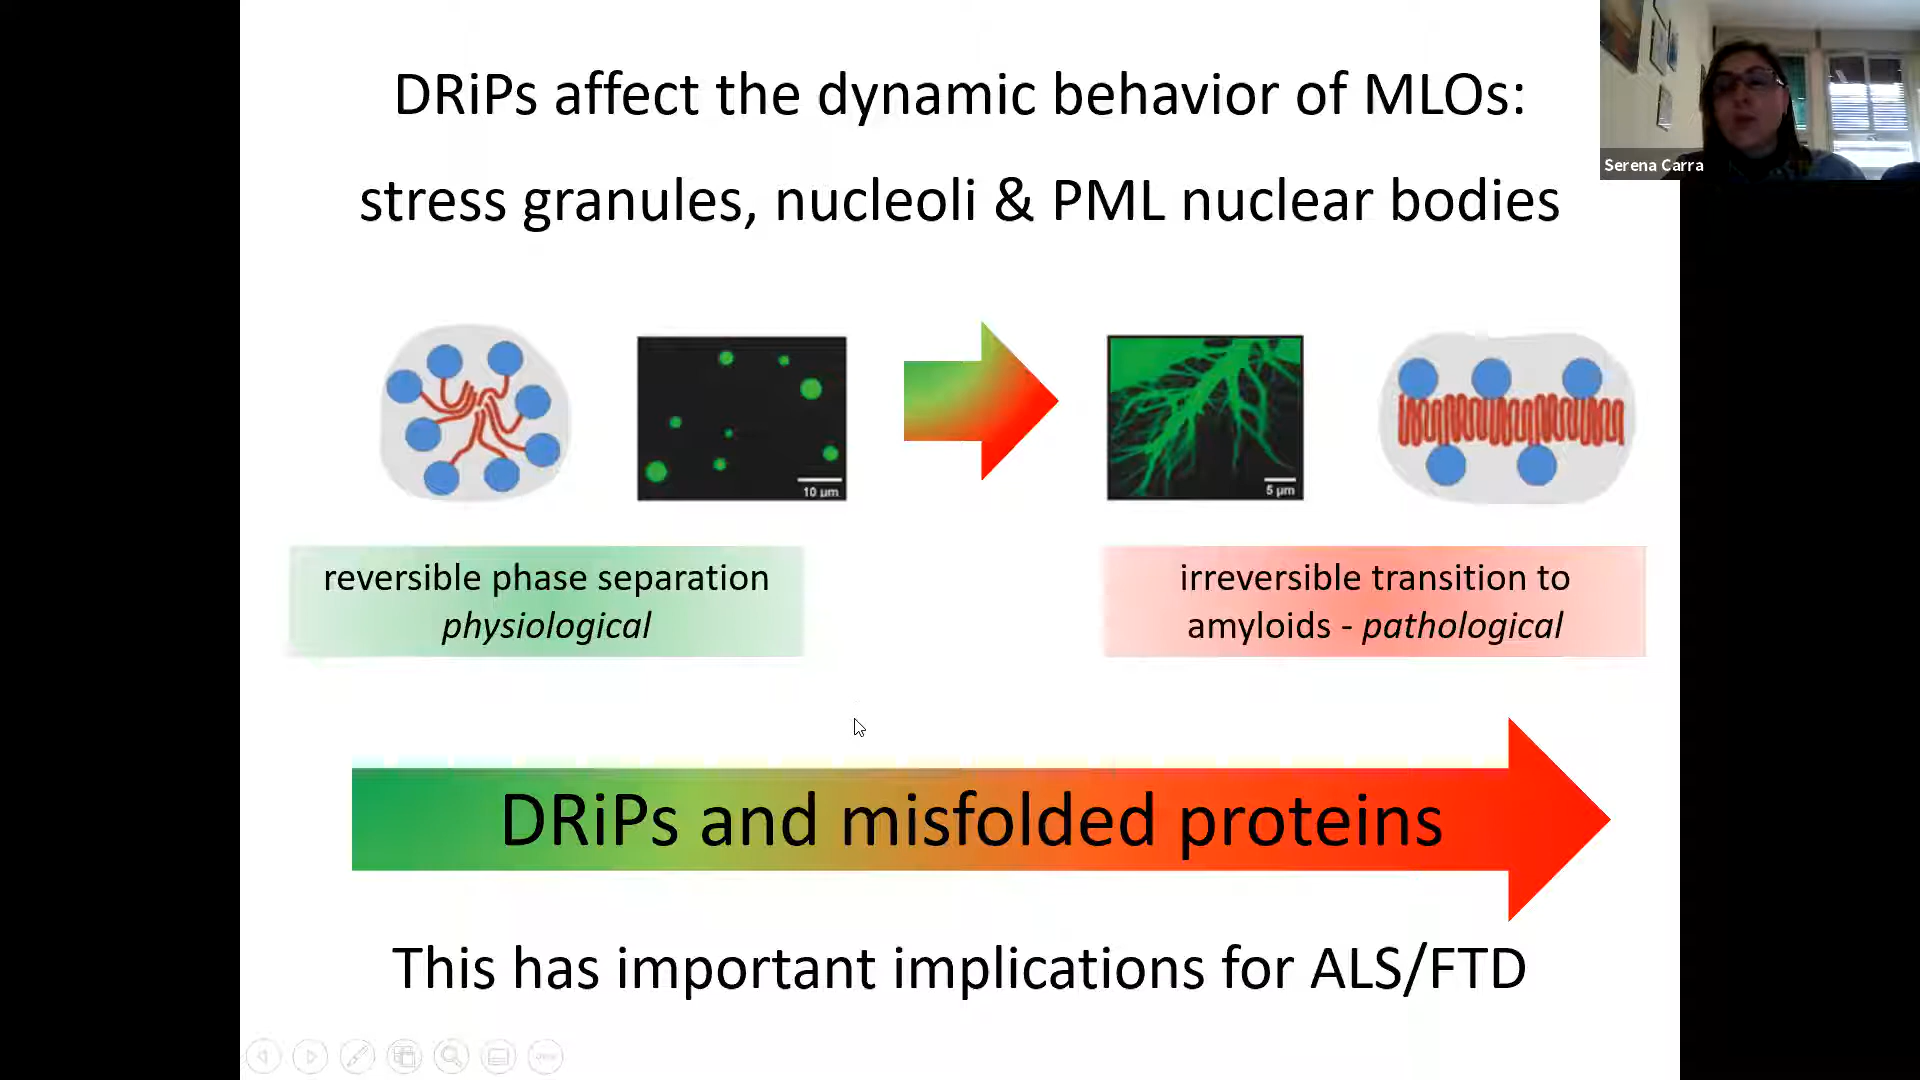 DRiPs affect the dynamic behavior of MLOs:
stress granules, nucleoli & PML nuclear bodies
Serena Carra
10 µm
5 µm
reversible phase separation
physiological
irreversible transition to
amyloids - pathological
DRiPs and misfolded proteins
This has important implications for ALS/FTD